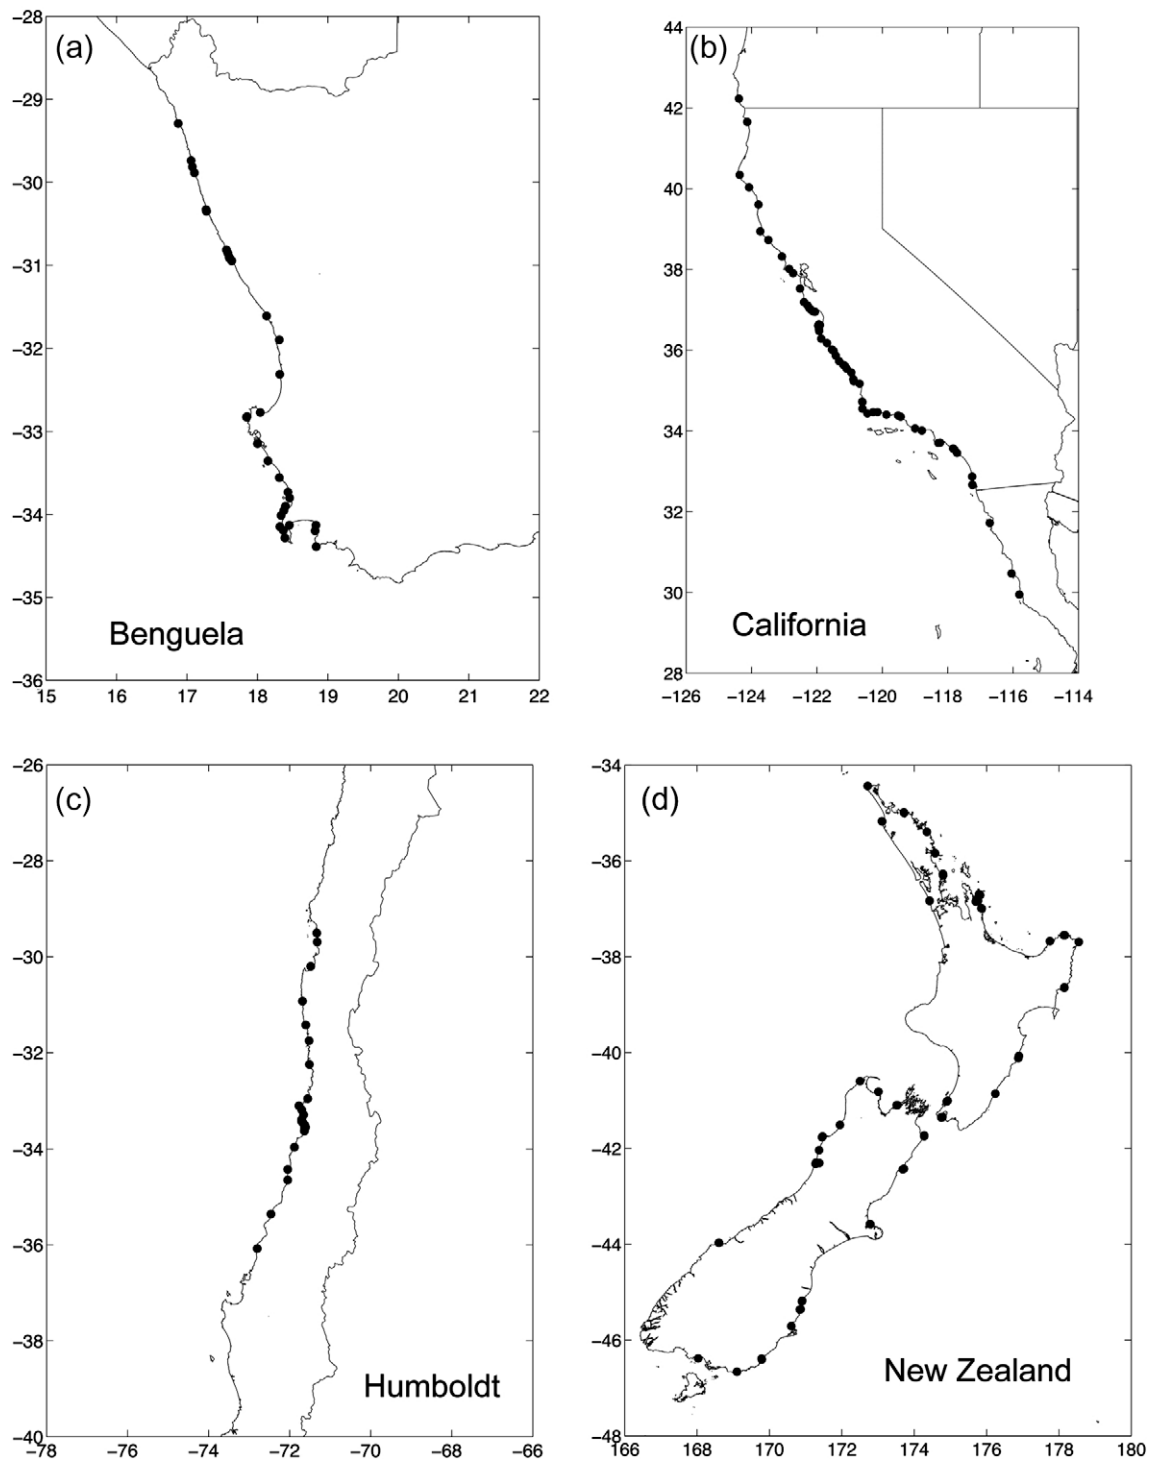 (a)
−28
−29
−30
−31
−32
−33
−34
−35
−36
15 16 17 18 19 20 21 22
Benguela
(b)
44
42
40
38
36
34
32
30
28
−126 −124 −122 −120 −118 −116 −114
California
(c)
−26
−28
−30
−32
−34
−36
−38
−40
−78 −76 −74 −72 −70 −68 −66
Humboldt
(d)
−34
−36
−38
−40
−42
−44
−46
−48
166 168 170 172 174 176 178 180
New Zealand